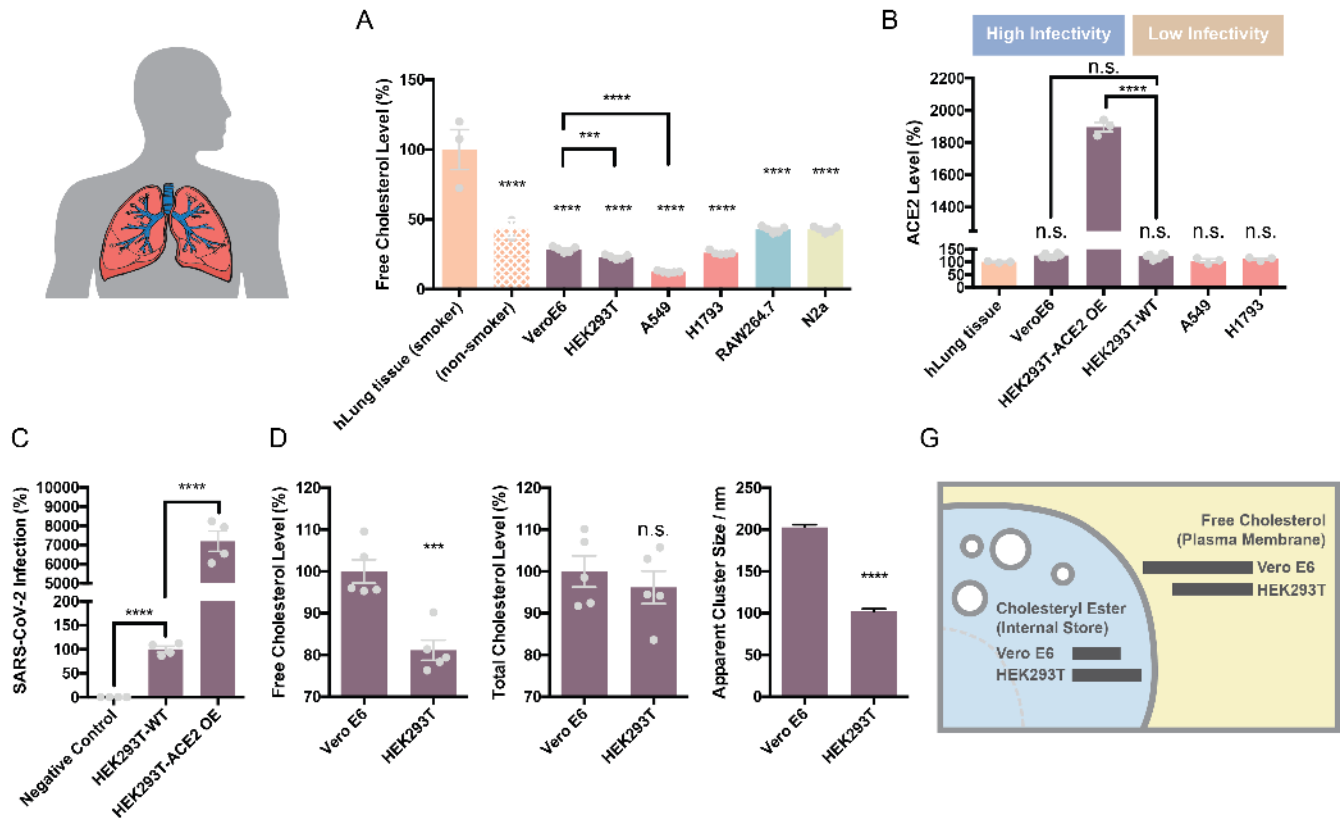 A
Free Cholesterol Level (%)
150
100
50
0
****
****
***
****
****
****
****
****
****
hLung tissue (smoker)
(non-smoker)
VeroE6
HEK293T
A549
H1793
RAW264.7
N2a
B
High Infectivity
Low Infectivity
ACE2 Level (%)
2200
2000
1800
1600
1400
150
100
50
0
n.s.
****
n.s.
n.s.
n.s.
n.s.
hLung tissue
VeroE6
HEK293T-ACE2 OE
HEK293T-WT
A549
H1793
C
SARS-CoV-2 Infection (%)
10000
9000
8000
7000
6000
5000
200
150
100
50
0
****
****
Negative Control
HEK293T-WT
HEK293T-ACE2 OE
D
Free Cholesterol Level (%)
120
110
100
90
80
70
***
Vero E6
HEK293T
Total Cholesterol Level (%)
120
110
100
90
80
70
n.s.
Vero E6
HEK293T
Apparent Cluster Size / nm
250
200
150
100
50
0
****
Vero E6
HEK293T
G
Free Cholesterol
(Plasma Membrane)
Vero E6
HEK293T
Cholesteryl Ester
(Internal Store)
Vero E6
HEK293T